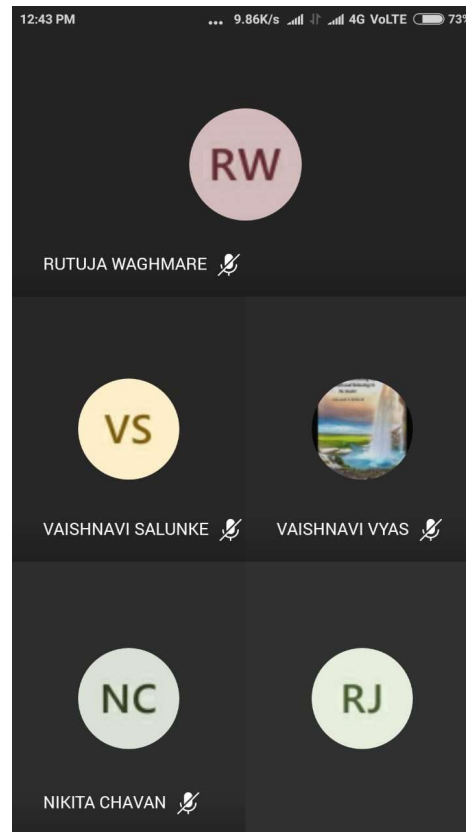 12:43 PM ... 9.86K/s 4G VoLTE 73%
RW
RUTUJA WAGHMARE
VS
VAISHNAVI SALUNKE VAISHNAVI VYAS
NC RJ
NIKITA CHAVAN